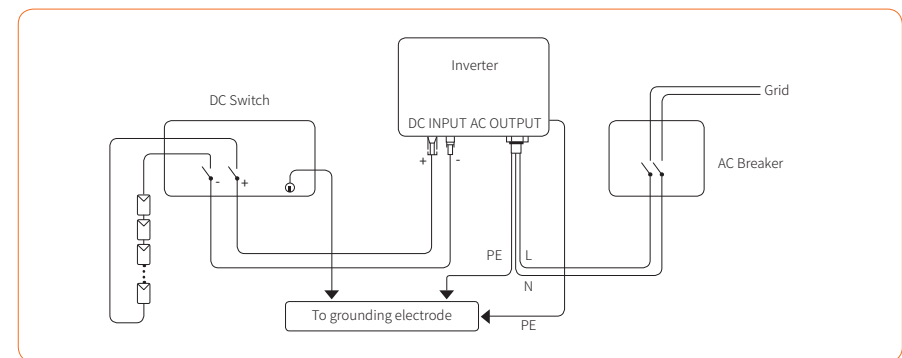 Inverter
DC Switch
Grid
DC INPUT AC OUTPUT
+ -
AC Breaker
- +
PE L
N
To grounding electrode
PE